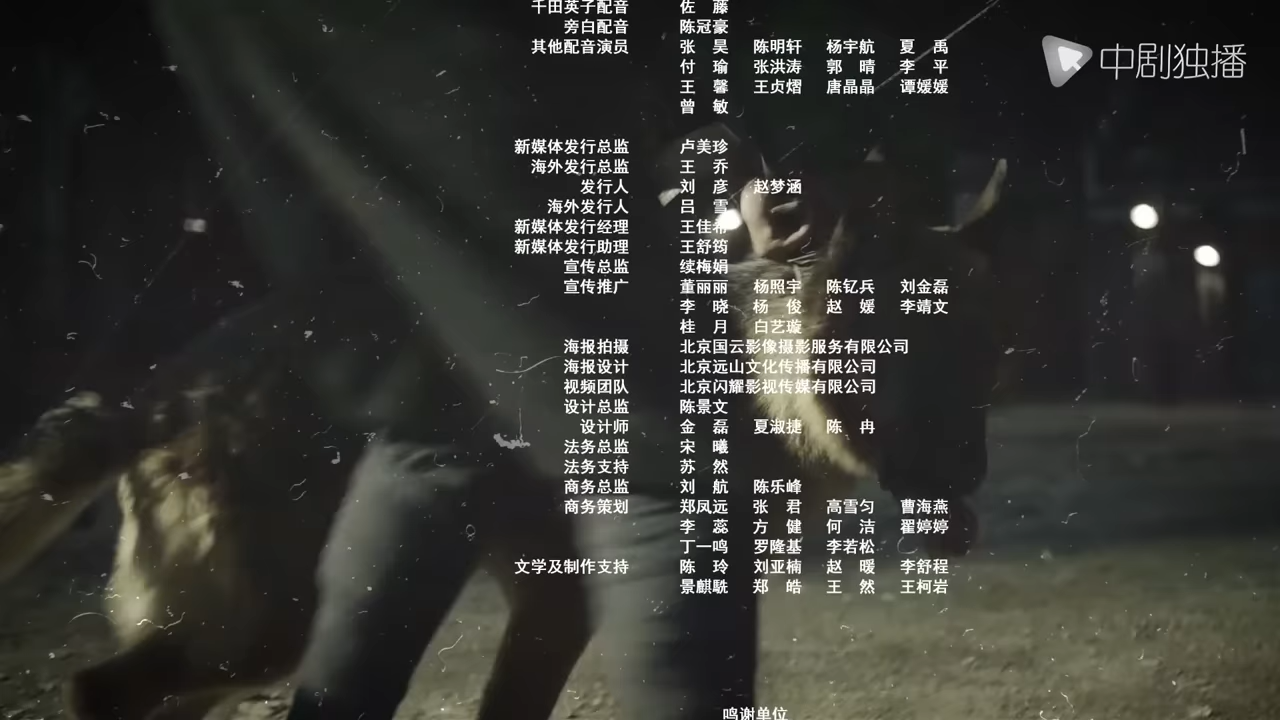 千田英子配音 佐 藤
旁白配音 陈冠豪
其他配音演员 张 昊 陈明轩 杨宇航 夏 禹
付 瑜 张洪涛 郭 晴 李 平
王 馨 王贞熠 唐晶晶 谭媛媛
曾 敏
中剧独播
新媒体发行总监 卢美珍
海外发行总监 王 乔
发行人 刘 彦 赵梦涵
海外发行人 吕 雪
新媒体发行经理 王佳希
新媒体发行助理 王舒筠
宣传总监 续梅娟
宣传推广 董丽丽 杨照宇 陈钇兵 刘金磊
李 晓 杨 俊 赵 媛 李靖文
桂 月 白艺璇
海报拍摄 北京国云影像摄影服务有限公司
海报设计 北京远山文化传播有限公司
视频团队 北京闪耀影视传媒有限公司
设计总监 陈景文
设计师 金 磊 夏淑捷 陈 冉
法务总监 宋 曦
法务支持 苏 然
商务总监 刘 航 陈乐峰
商务策划 郑凤远 张 君 高雪匀 曹海燕
李 蕊 方 健 何 洁 翟婷婷
丁一鸣 罗隆基 李若松
文学及制作支持 陈 玲 刘亚楠 赵 暖 李舒程
景麒駪 郑 皓 王 然 王柯岩
鸣谢单位